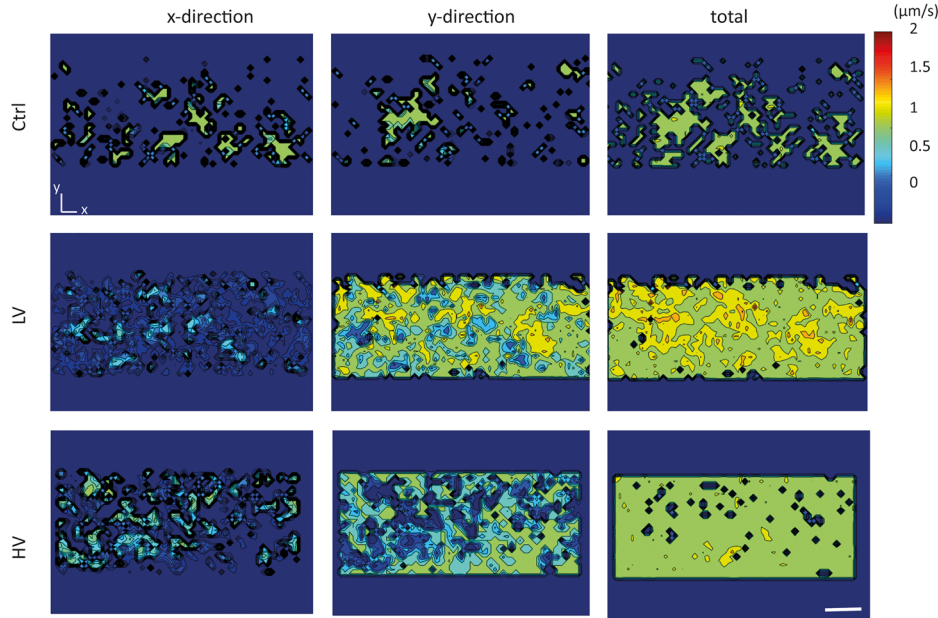 x-direction y-direction total (μm/s)
2
1.5
1
0.5
0
Ctrl
y
x
LV
HV